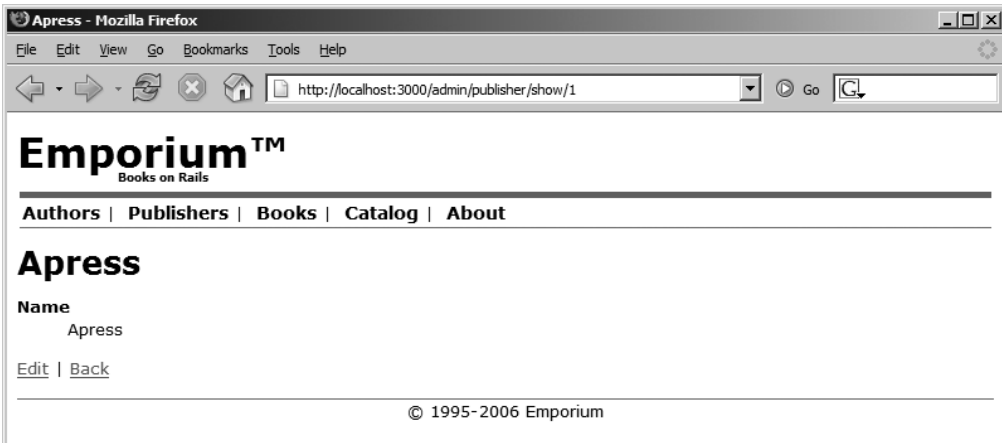 Apress - Mozilla Firefox
File Edit View Go Bookmarks Tools Help
http://localhost:3000/admin/publisher/show/1 Go G
Emporium™
Books on Rails
Authors | Publishers | Books | Catalog | About
Apress
Name
Apress
Edit | Back
© 1995-2006 Emporium